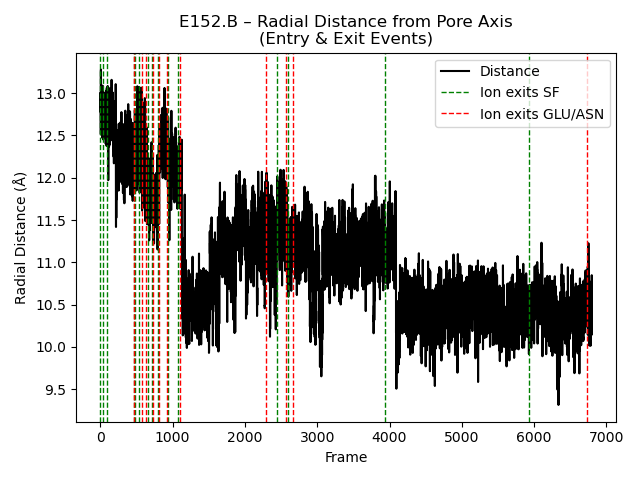 E152.B – Radial Distance from Pore Axis
(Entry & Exit Events)
Distance
Ion exits SF
Ion exits GLU/ASN
Radial Distance (Å)
13.0
12.5
12.0
11.5
11.0
10.5
10.0
9.5
0 1000 2000 3000 4000 5000 6000 7000
Frame